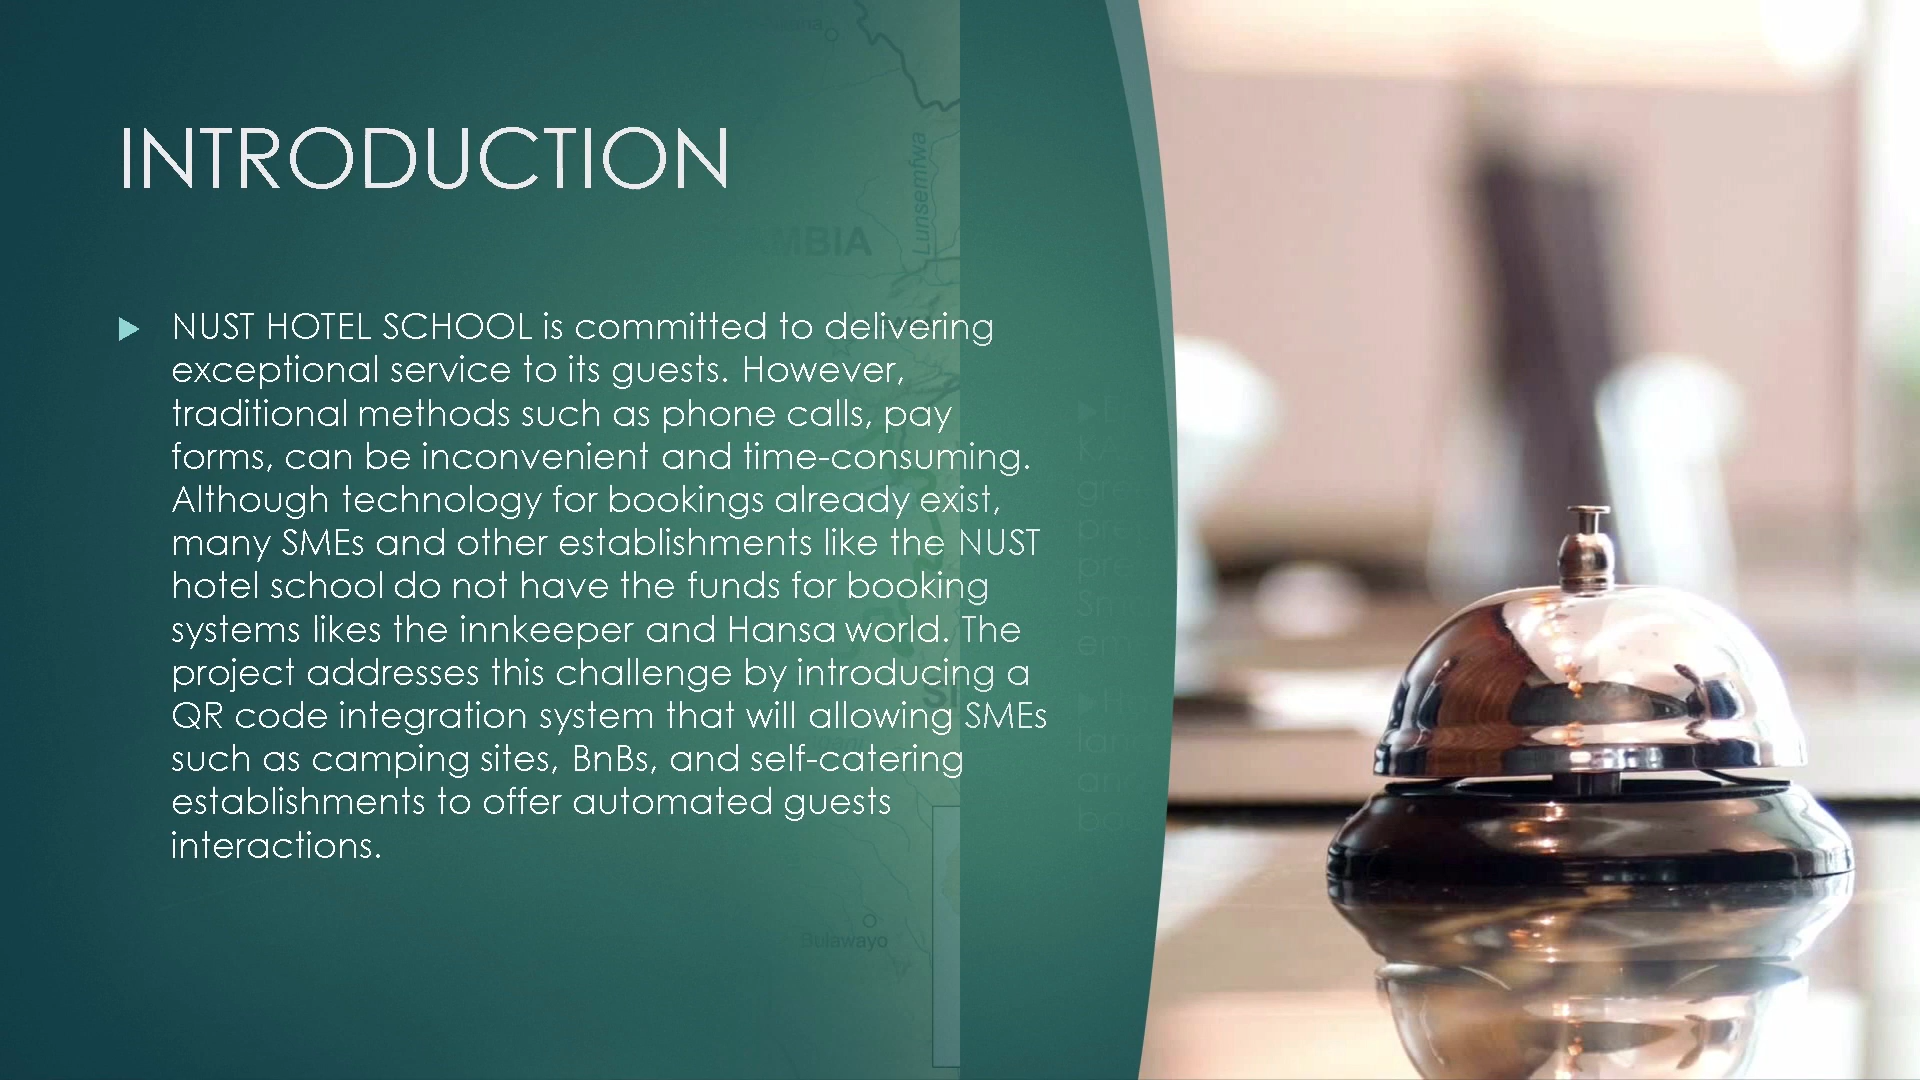 INTRODUCTION
NUST HOTEL SCHOOL is committed to delivering
exceptional service to its guests. However,
traditional methods such as phone calls, pay
forms, can be inconvenient and time-consuming.
Although technology for bookings already exist,
many SMEs and other establishments like the NUST
hotel school do not have the funds for booking
systems likes the innkeeper and Hansa world. The
project addresses this challenge by introducing a
QR code integration system that will allowing SMEs
such as camping sites, BnBs, and self-catering
establishments to offer automated guests
interactions.
Lunsemfwa
Bulawayo